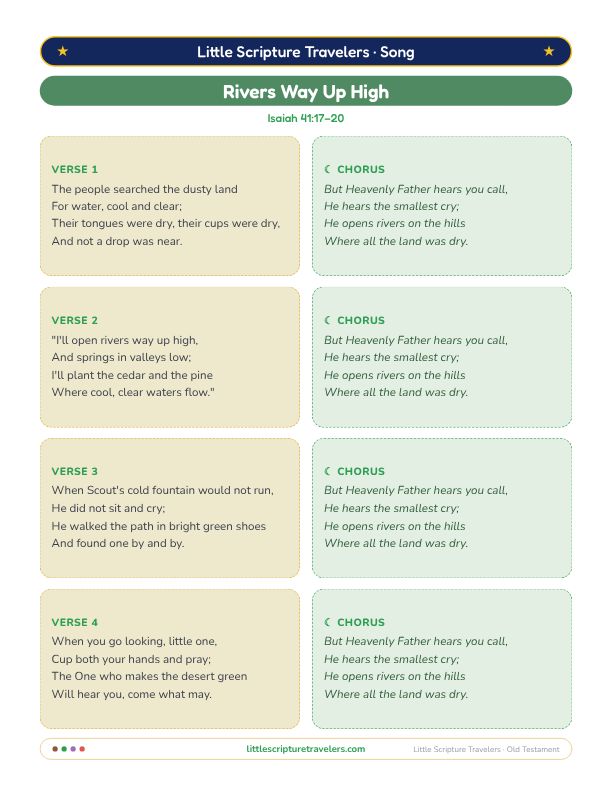 Little Scripture Travelers · Song
Rivers Way Up High
Isaiah 41:17–20
VERSE 1
The people searched the dusty land
For water, cool and clear;
Their tongues were dry, their cups were dry,
And not a drop was near.
CHORUS
But Heavenly Father hears you call,
He hears the smallest cry;
He opens rivers on the hills
Where all the land was dry.
VERSE 2
"I'll open rivers way up high,
And springs in valleys low;
I'll plant the cedar and the pine
Where cool, clear waters flow."
CHORUS
But Heavenly Father hears you call,
He hears the smallest cry;
He opens rivers on the hills
Where all the land was dry.
VERSE 3
When Scout's cold fountain would not run,
He did not sit and cry;
He walked the path in bright green shoes
And found one by and by.
CHORUS
But Heavenly Father hears you call,
He hears the smallest cry;
He opens rivers on the hills
Where all the land was dry.
VERSE 4
When you go looking, little one,
Cup both your hands and pray;
The One who makes the desert green
Will hear you, come what may.
CHORUS
But Heavenly Father hears you call,
He hears the smallest cry;
He opens rivers on the hills
Where all the land was dry.
littlescripturetravelers.com
Little Scripture Travelers · Old Testament